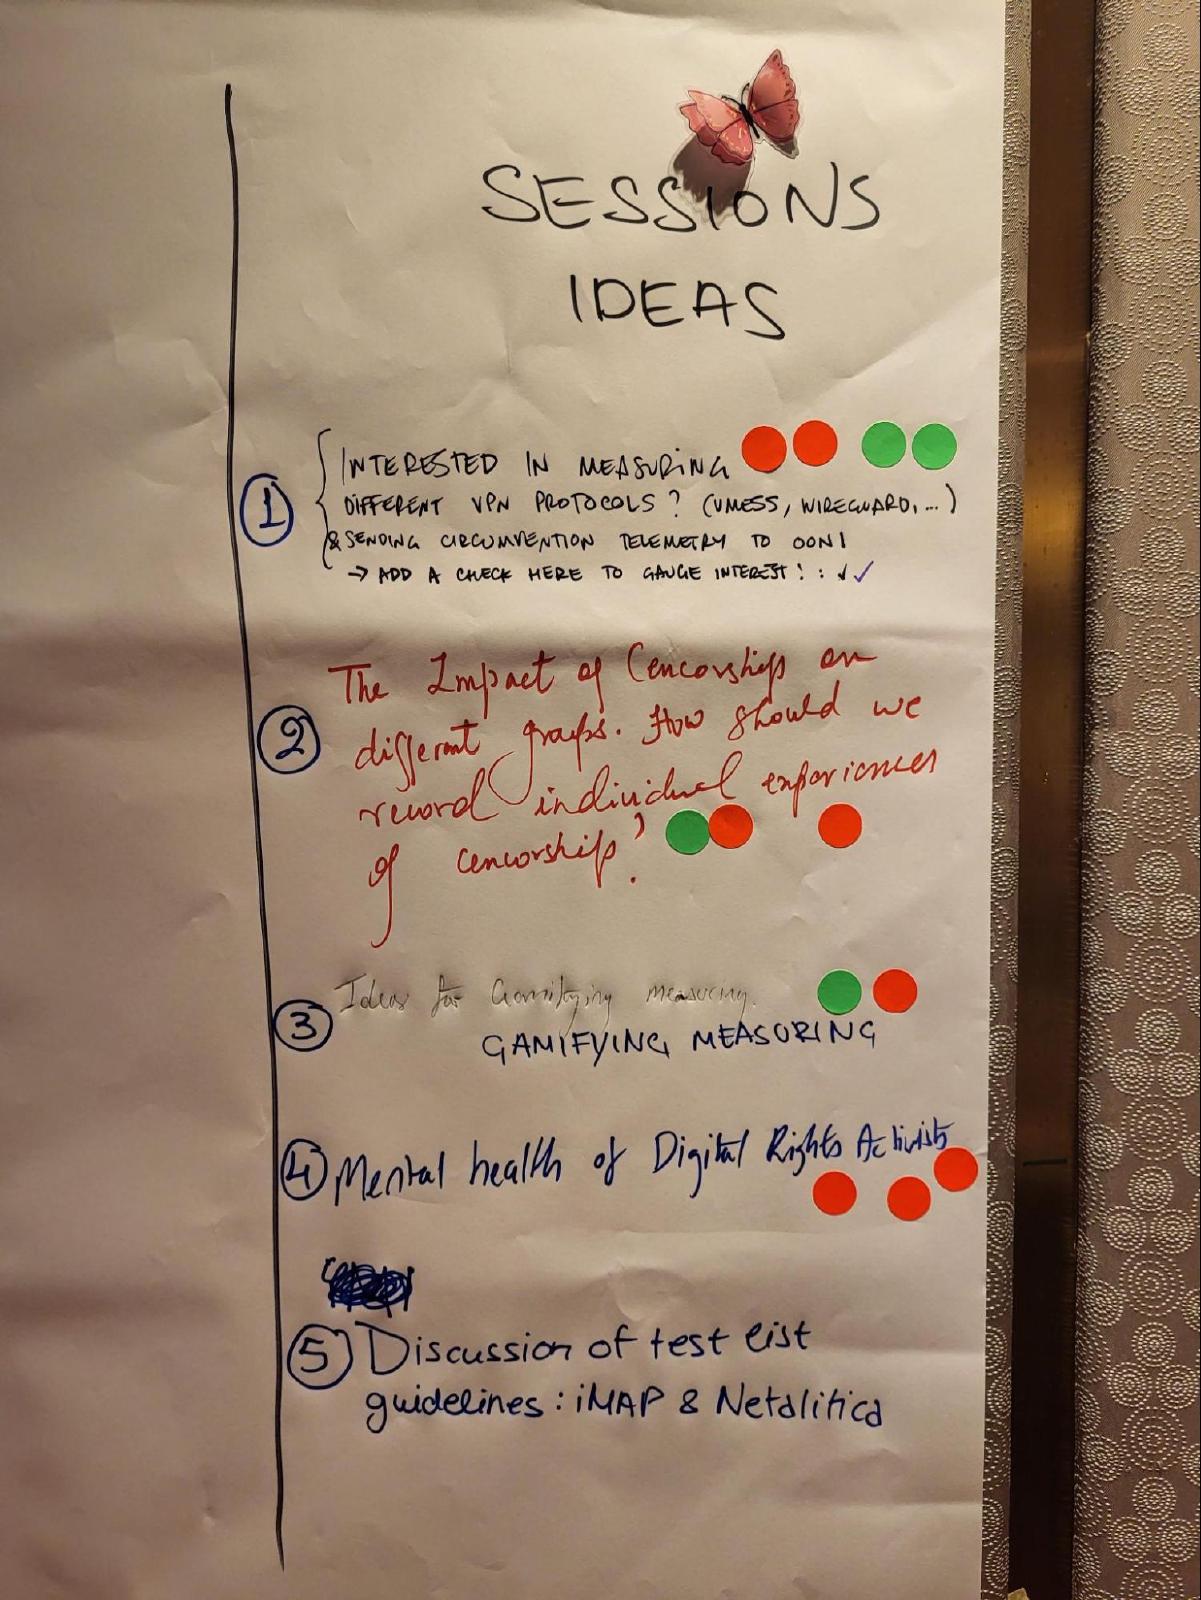 SESSIONS
IDEAS
1
INTERESTED IN MEASURING
DIFFERENT VPN PROTOCOLS? (VMESS, WIREGUARD, ...)
& SENDING CIRCUMVENTION TELEMETRY TO OONI
→ ADD A CHECK HERE TO GAUGE INTEREST! : ✓✓
2
The Impact of Cencorship on
different groups. How should we
record individual experiences
of cencorship?
3
Ideas for Gamifying measuring.
GAMIFYING MEASURING
4
Mental health of Digital Rights Activists
5
Discussion of test list
guidelines: iMAP & Netalitica